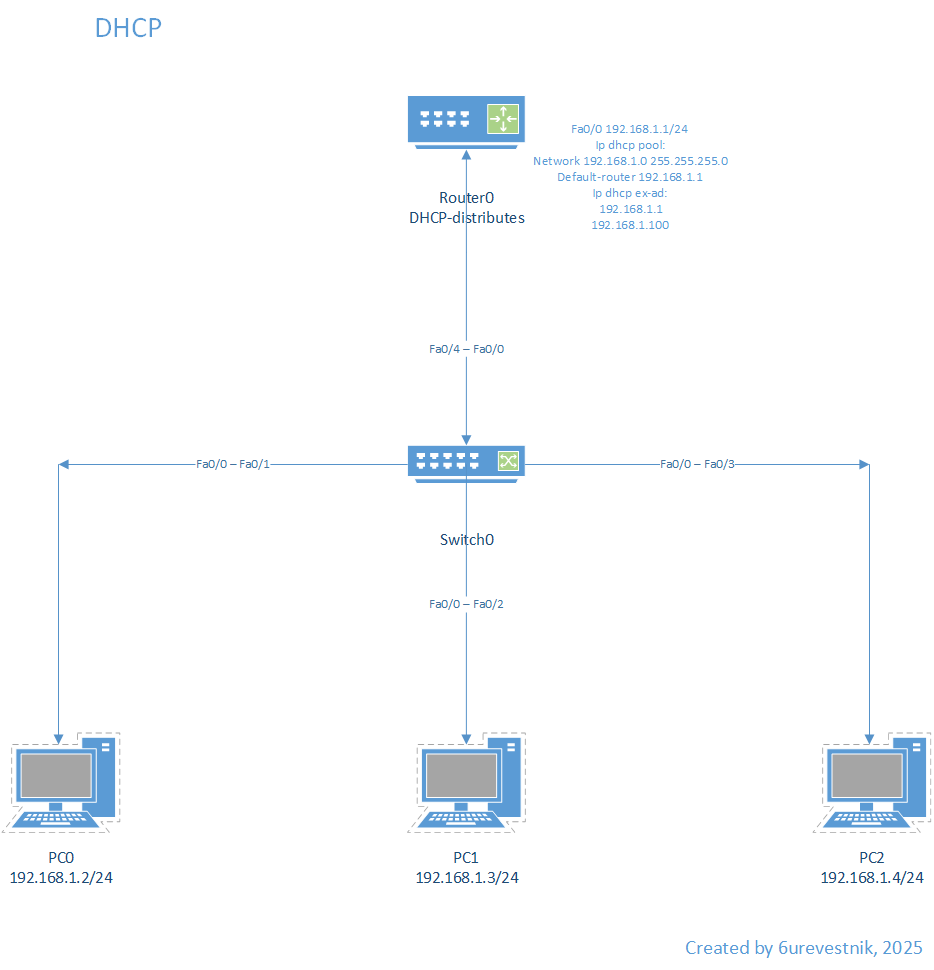 DHCP
Fa0/0 192.168.1.1/24
Ip dhcp pool:
Network 192.168.1.0 255.255.255.0
Default-router 192.168.1.1
Ip dhcp ex-ad:
192.168.1.1
192.168.1.100
Router0
DHCP-distributes
Fa0/4 – Fa0/0
Fa0/0 – Fa0/1
Fa0/0 – Fa0/3
Switch0
Fa0/0 – Fa0/2
PC0
192.168.1.2/24
PC1
192.168.1.3/24
PC2
192.168.1.4/24
Created by 6urevestnik, 2025